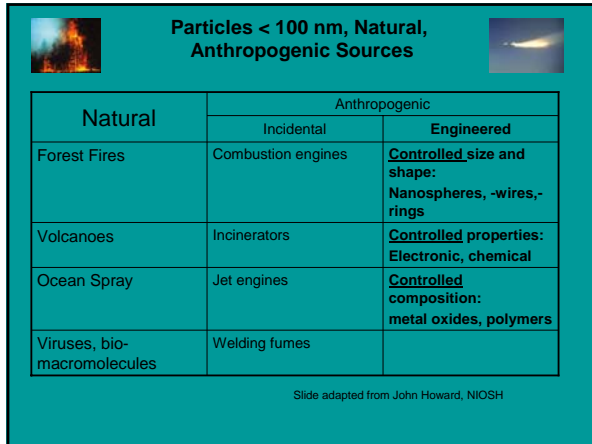 Particles < 100 nm, Natural,
Anthropogenic Sources
Natural
Anthropogenic
Incidental
Engineered
Forest Fires
Combustion engines
Controlled size and
shape:
Nanospheres, -wires,-
rings
Volcanoes
Incinerators
Controlled properties:
Electronic, chemical
Ocean Spray
Jet engines
Controlled
composition:
metal oxides, polymers
Viruses, bio-
macromolecules
Welding fumes
Slide adapted from John Howard, NIOSH